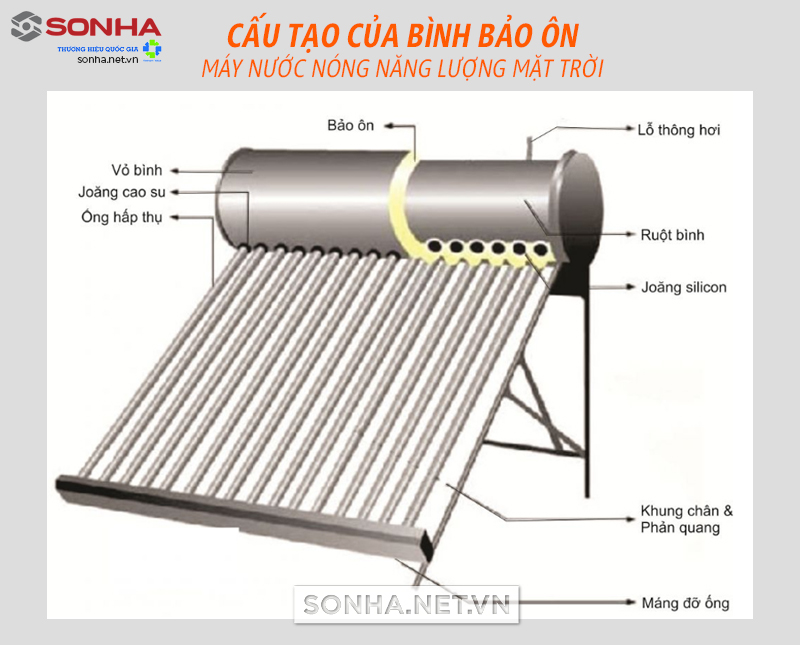 SONHA
THƯƠNG HIỆU QUỐC GIA
sonha.net.vn
CẤU TẠO CỦA BÌNH BẢO ÔN
MÁY NƯỚC NÓNG NĂNG LƯỢNG MẶT TRỜI
Bảo ôn
Lỗ thông hơi
Vỏ bình
Joăng cao su
Ống hấp thụ
Ruột bình
Joăng silicon
Khung chân &
Phản quang
Máng đỡ ống
SONHA.NET.VN